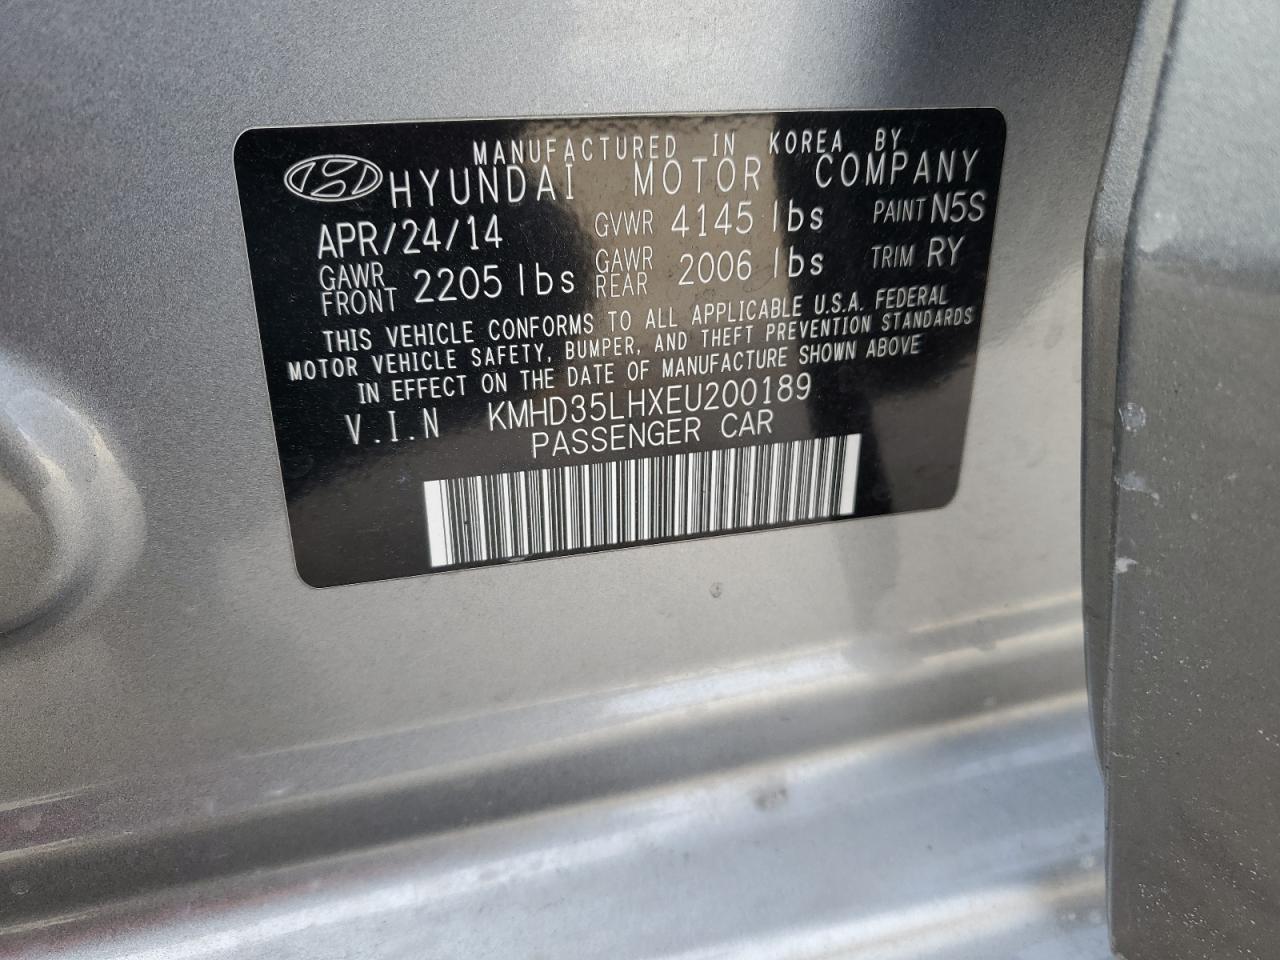 MANUFACTURED IN KOREA BY
HYUNDAI MOTOR COMPANY
APR/24/14 GVWR 4145 lbs PAINT N5S
GAWR FRONT 2205 lbs GAWR REAR 2006 lbs TRIM RY
THIS VEHICLE CONFORMS TO ALL APPLICABLE U.S.A. FEDERAL
MOTOR VEHICLE SAFETY, BUMPER, AND THEFT PREVENTION STANDARDS
IN EFFECT ON THE DATE OF MANUFACTURE SHOWN ABOVE
V.I.N KMHD35LHXEU200189
PASSENGER CAR